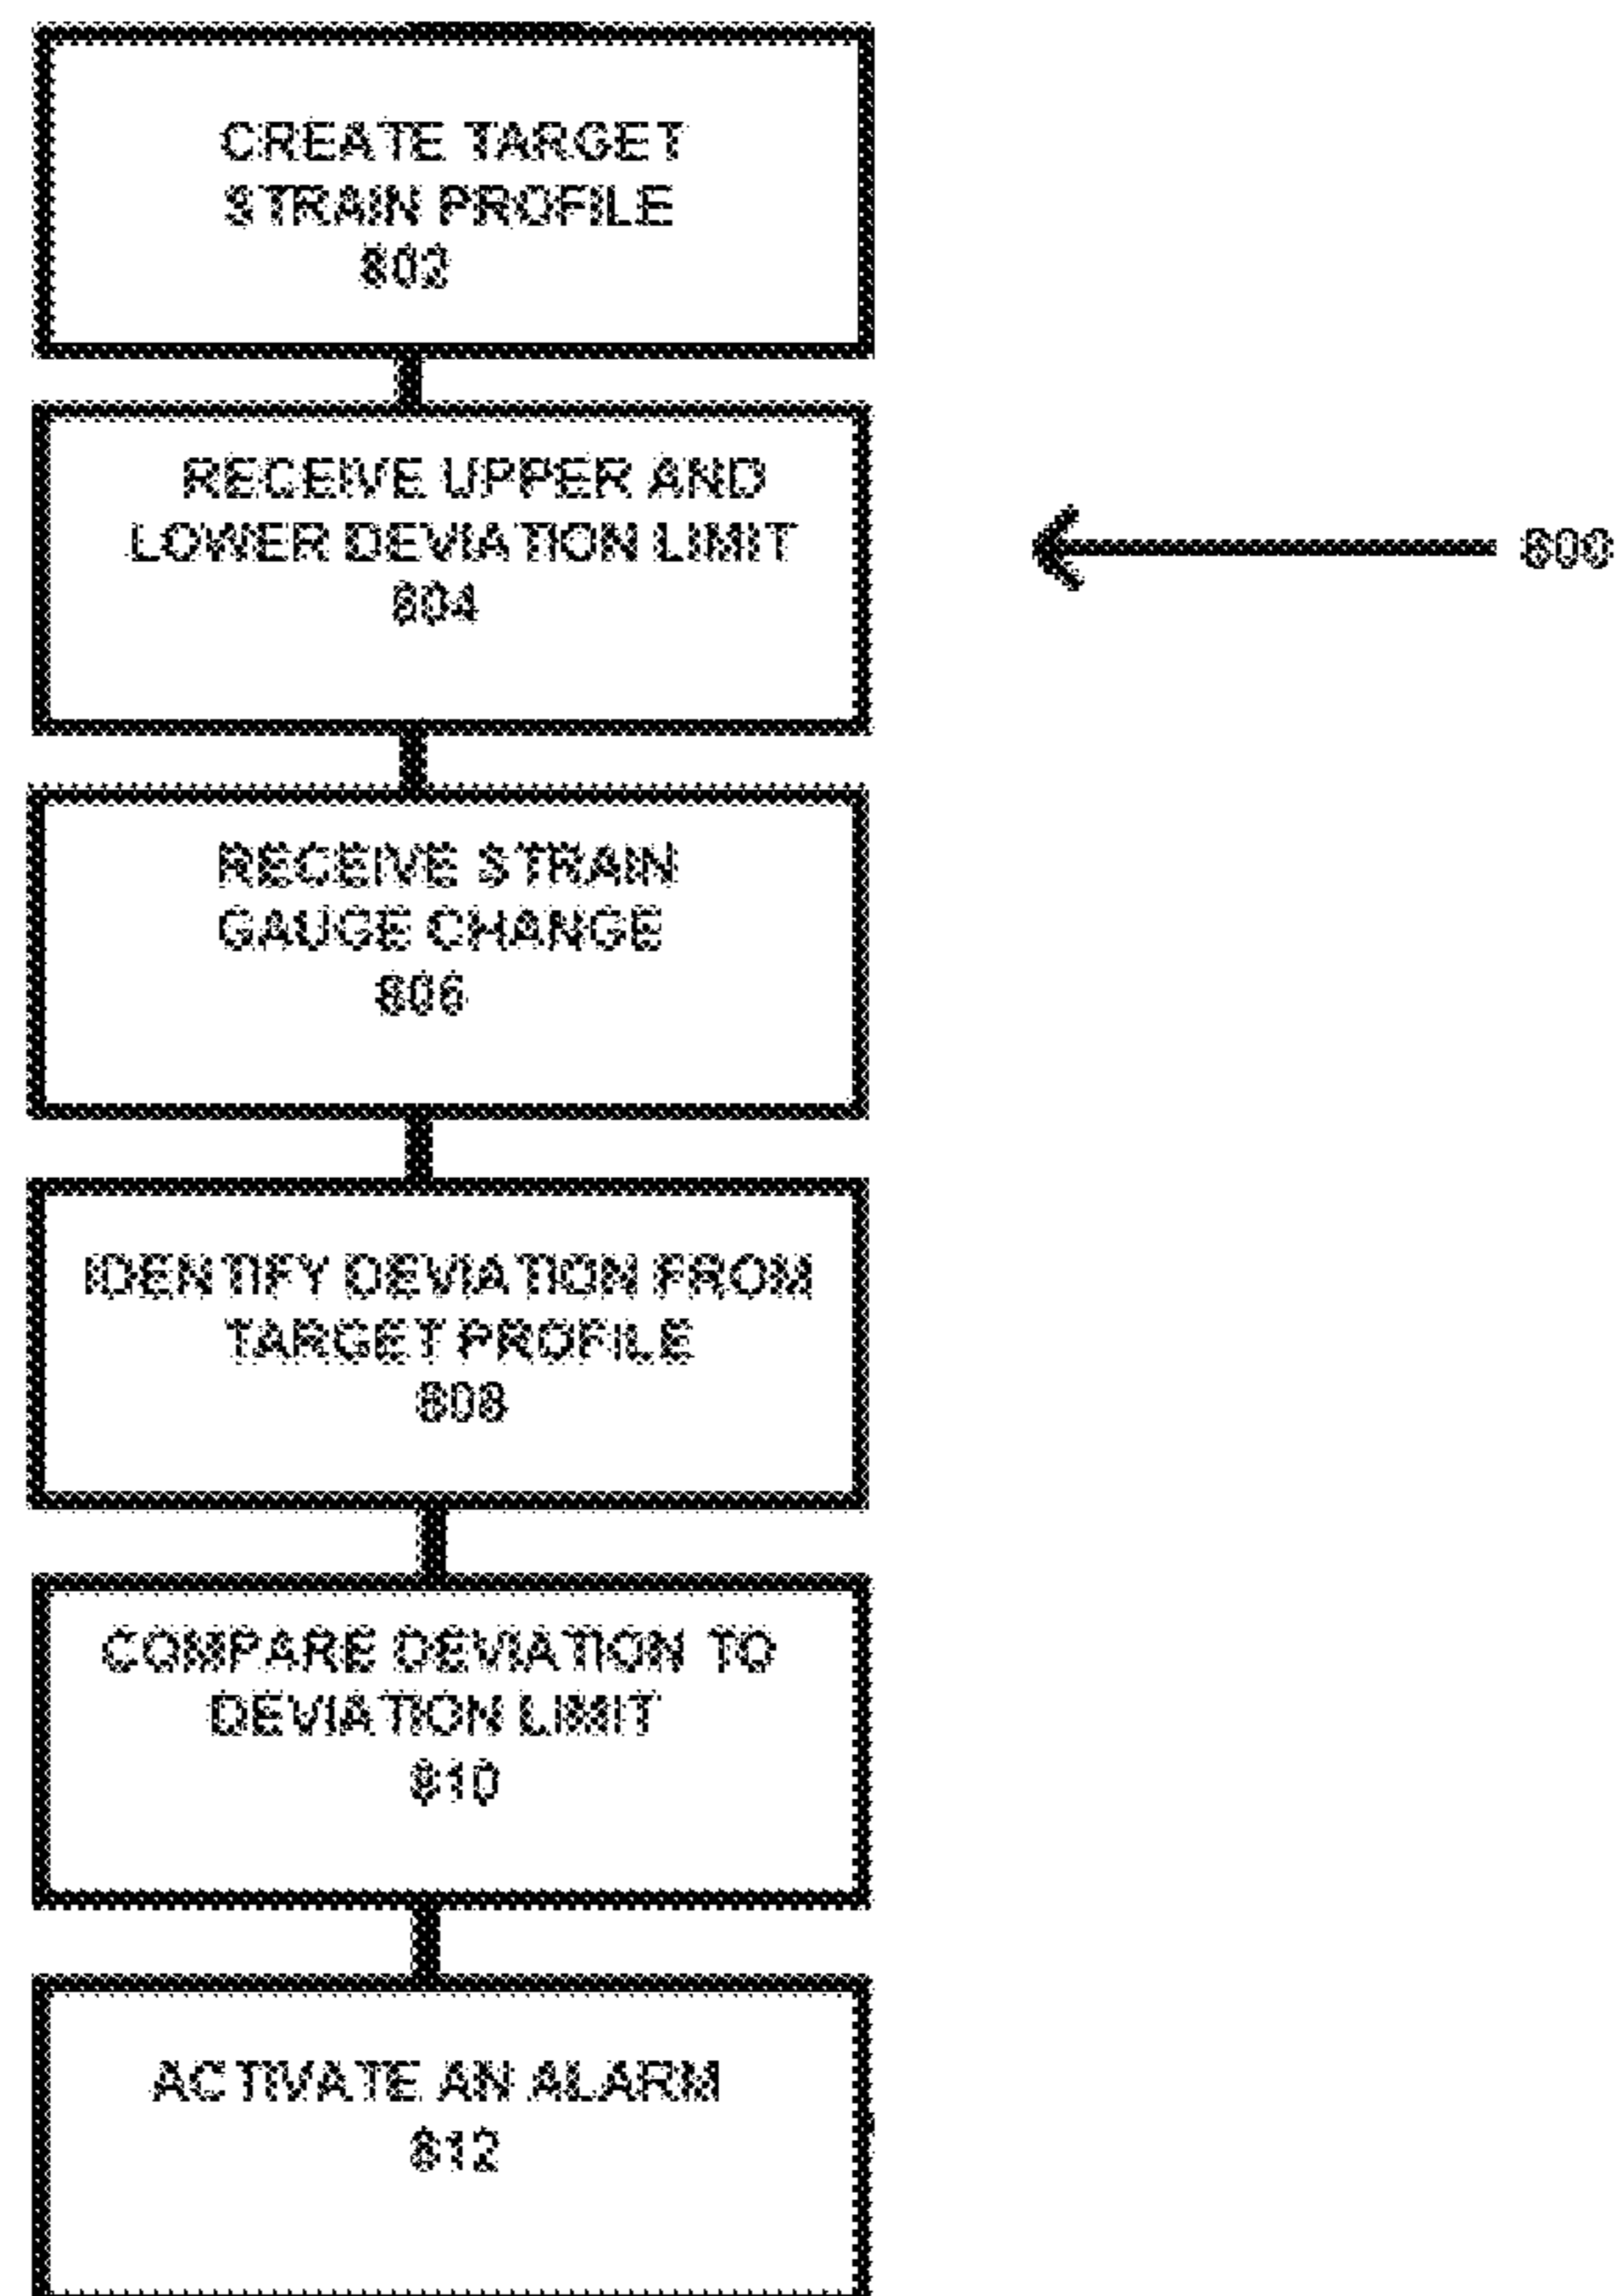 CREATE TARGET
STRAIN PROFILE
802
RECEIVE UPPER AND
LOWER DEVIATION LIMIT
804
800
RECEIVE STRAIN
GAUGE CHANGE
806
IDENTIFY DEVIATION FROM
TARGET PROFILE
808
COMPARE DEVIATION TO
DEVIATION LIMIT
810
ACTIVATE AN ALARM
812